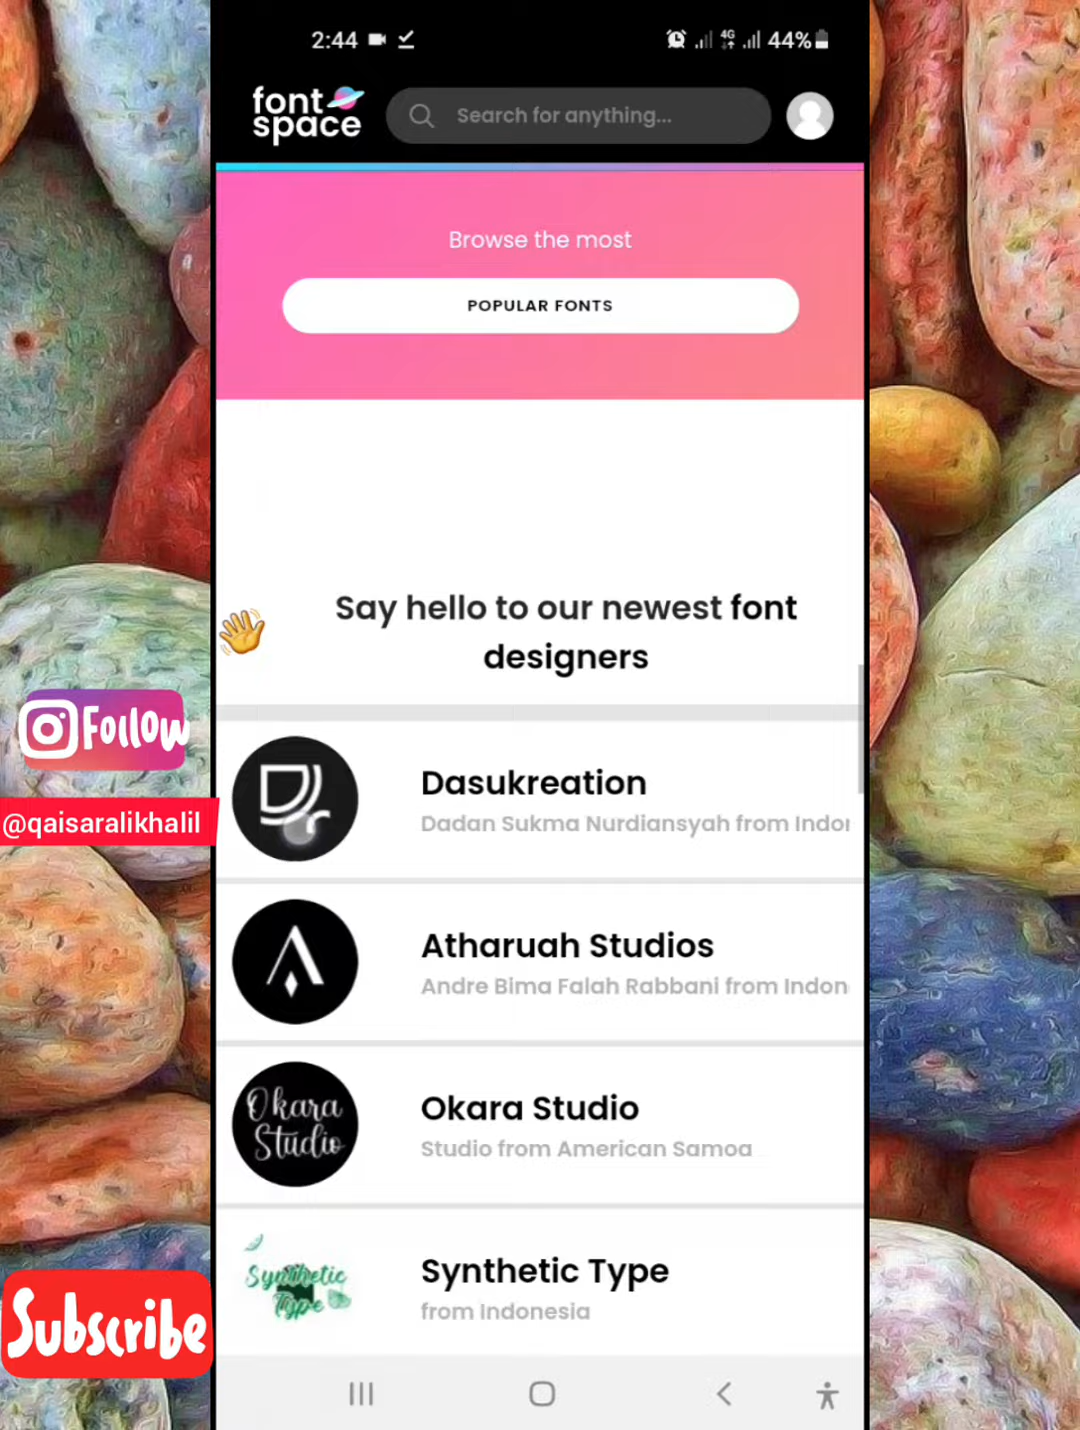 2:44
4G
44%
font
space
Search for anything...
Browse the most
POPULAR FONTS
Say hello to our newest font
designers
Dasukreation
Dadan Sukma Nurdiansyah from Indo
Atharuah Studios
Andre Bima Falah Rabbani from Indon
Okara
Studio
Okara Studio
Studio from American Samoa
Synthetic
Type
Synthetic Type
from Indonesia
Follow
@qaisaralikhalil
Subscribe